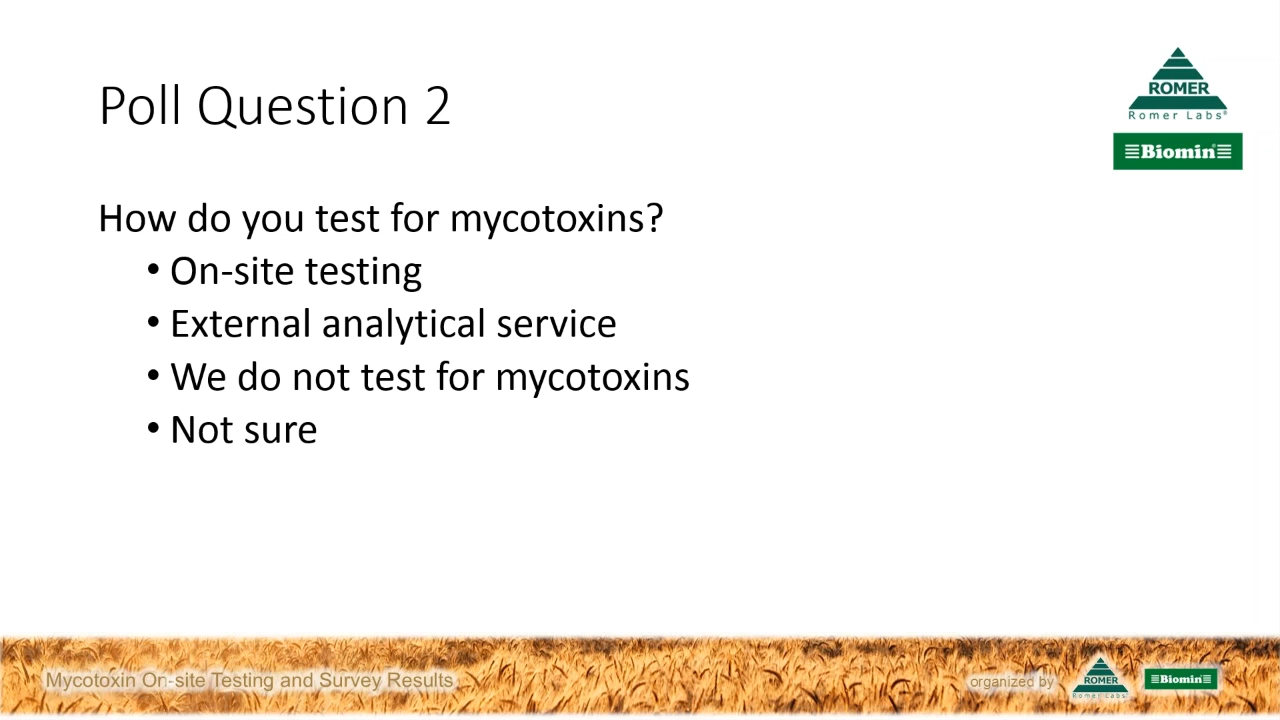 Poll Question 2
ROMER
Romer Labs®
Biomin®
How do you test for mycotoxins?
• On-site testing
• External analytical service
• We do not test for mycotoxins
• Not sure
Mycotoxin On-site Testing and Survey Results
organized by
ROMER
Romer Labs®
Biomin®